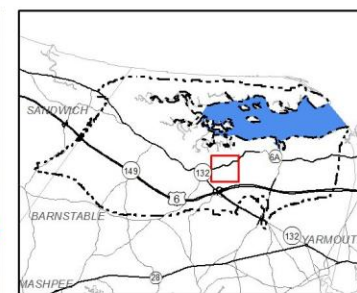 SANDWICH
6A
132
149
6
BARNSTABLE
132
YARMOUTH
MASHPEE
28